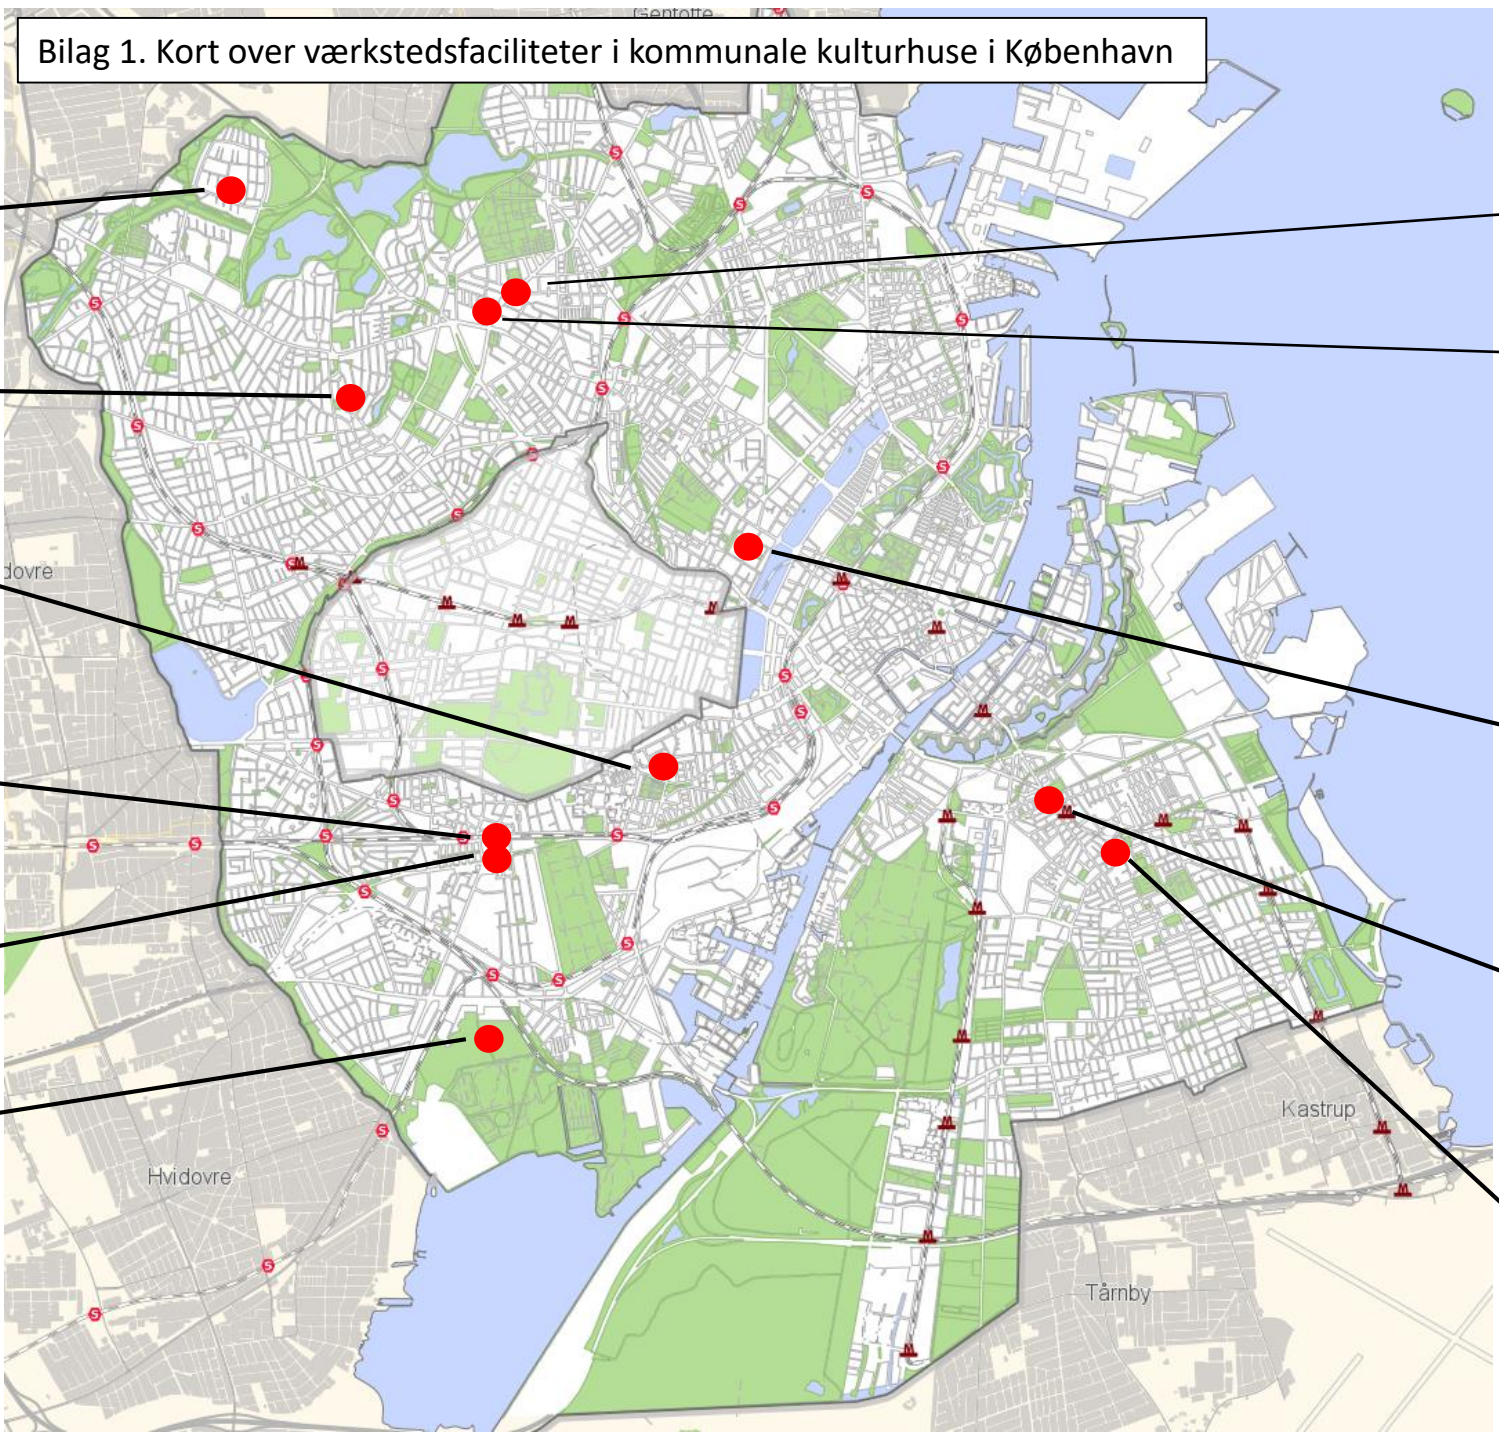 Gentofte
Bilag 1. Kort over værkstedsfaciliteter i kommunale kulturhuse i København
dovre
Kastrup
Hvidovre
Tårnby